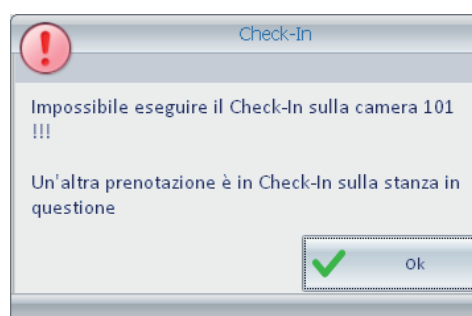 Check-In
Impossibile eseguire il Check-In sulla camera 101
!!!
Un'altra prenotazione è in Check-In sulla stanza in
questione
Ok